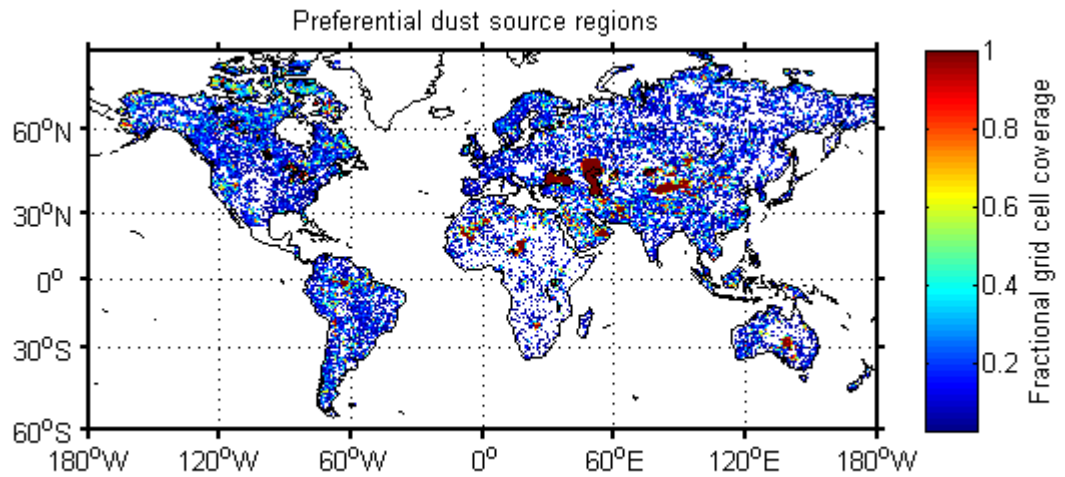 Preferential dust source regions
60°N
30°N
0°
30°S
60°S
180°W 120°W 60°W 0° 60°E 120°E 180°W
1
0.8
0.6
0.4
0.2
Fractional grid cell coverage